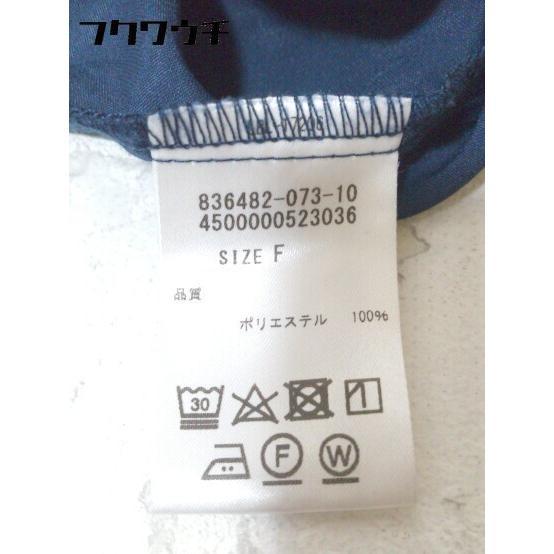 フクワウチ
836482-073-10
4500000523036
SIZE F
品質
ポリエステル 100%
30
F W